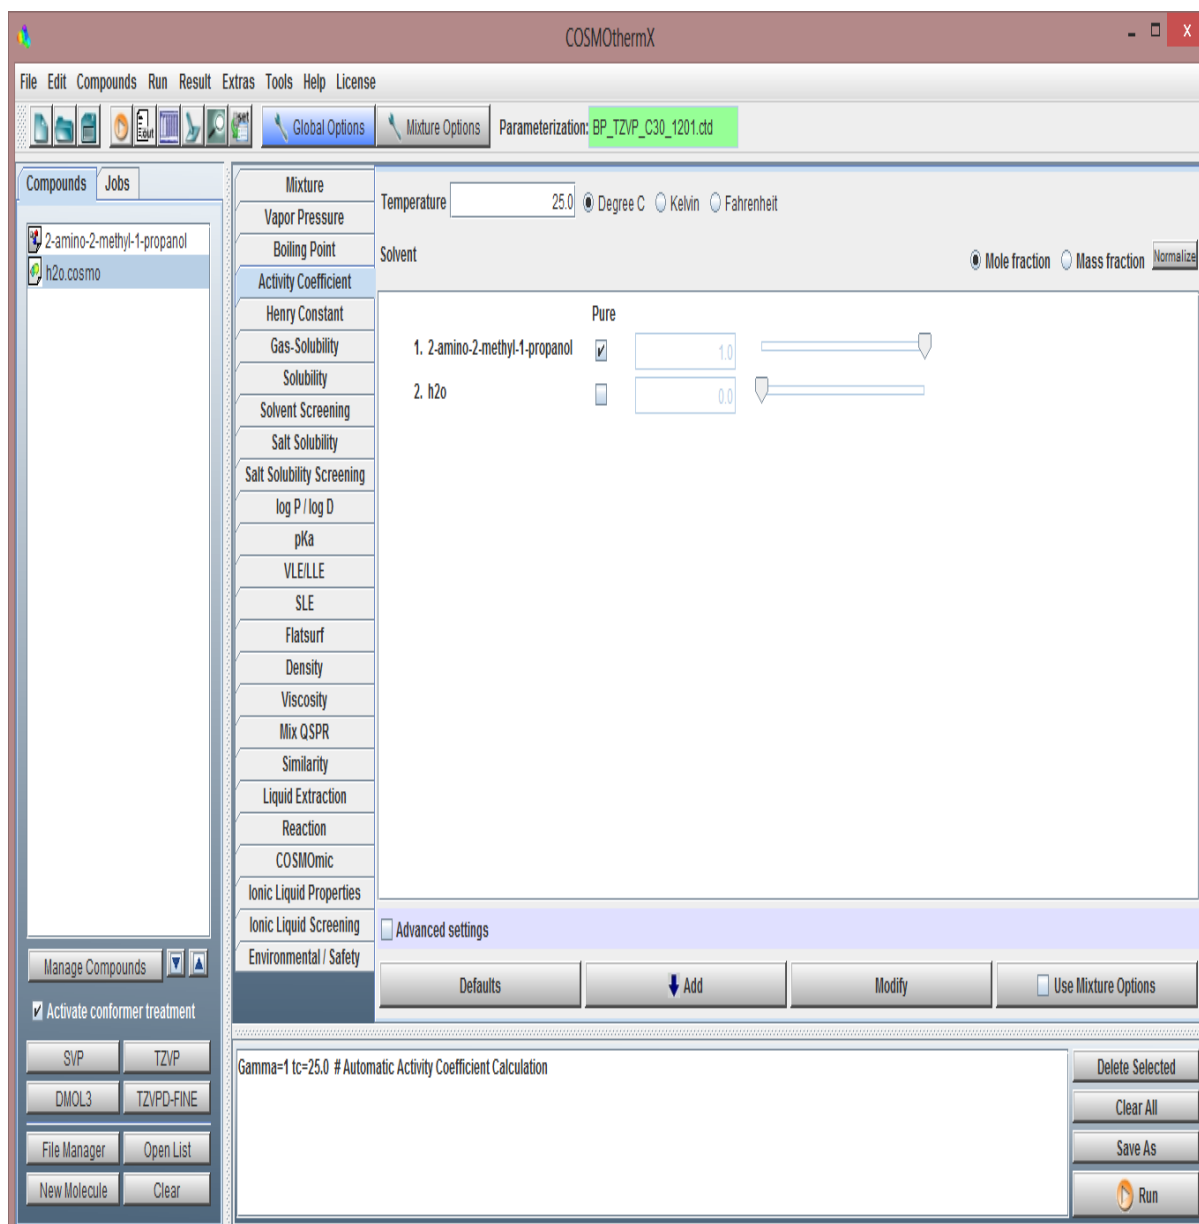 COSMOthermX
File Edit Compounds Run Result Extras Tools Help License
Global Options Mixture Options Parameterization: BP_TZVP_C30_1201.ctd
Compounds Jobs
2-amino-2-methyl-1-propanol
h2o.cosmo
Manage Compounds
Activate conformer treatment
SVP TZVP
DMOL3 TZVPD-FINE
File Manager Open List
New Molecule Clear
Mixture
Vapor Pressure
Boiling Point
Activity Coefficient
Henry Constant
Gas-Solubility
Solubility
Solvent Screening
Salt Solubility
Salt Solubility Screening
log P / log D
pKa
VLE/LLE
SLE
Flatsurf
Density
Viscosity
Mix QSPR
Similarity
Liquid Extraction
Reaction
COSMOmic
Ionic Liquid Properties
Ionic Liquid Screening
Environmental / Safety
Temperature 25.0 Degree C Kelvin Fahrenheit
Solvent Mole fraction Mass fraction Normalize
Pure
1. 2-amino-2-methyl-1-propanol 1.0
2. h2o 0.0
Advanced settings
Defaults Add Modify Use Mixture Options
Gamma=1 tc=25.0 # Automatic Activity Coefficient Calculation
Delete Selected
Clear All
Save As
Run